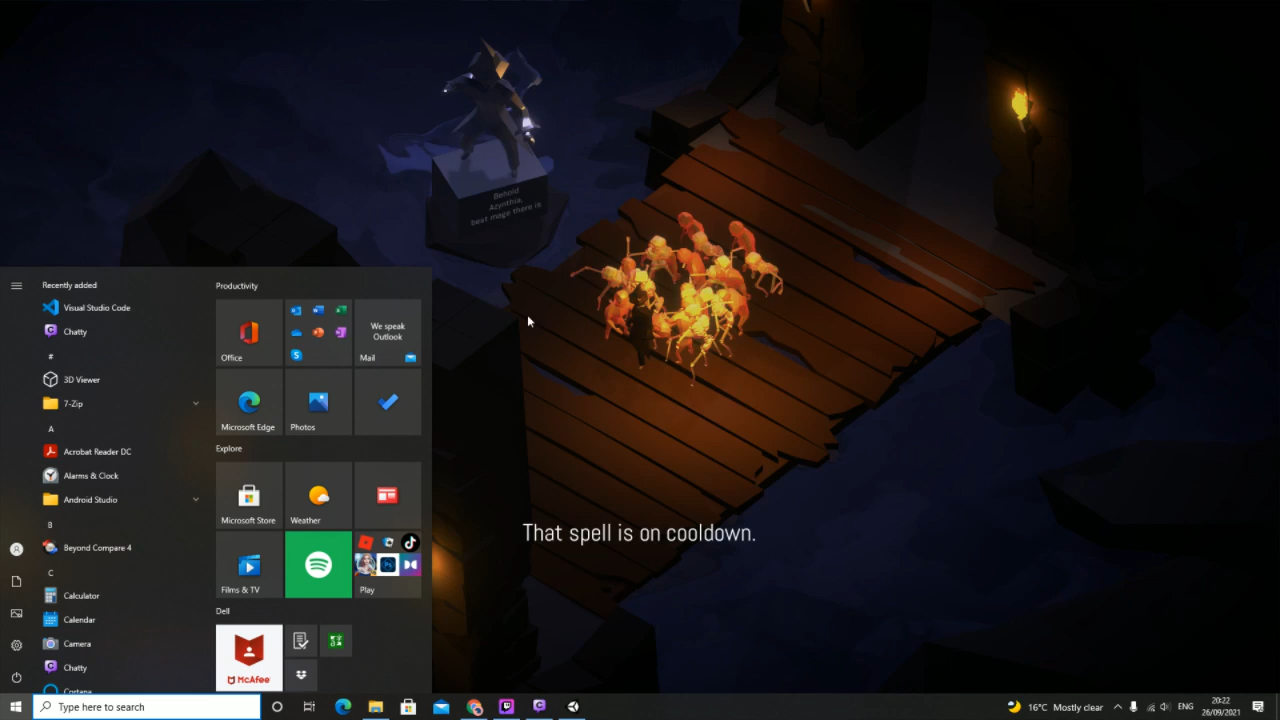 Behold
Azynthia,
best mage there is
Recently added
Visual Studio Code
Chatty
#
3D Viewer
7-Zip
A
Acrobat Reader DC
Alarms & Clock
Android Studio
B
Beyond Compare 4
C
Calculator
Calendar
Camera
Chatty
Cortana
Productivity
Office
We speak
Outlook
Mail
Microsoft Edge
Photos
Explore
Microsoft Store
Weather
Films & TV
Play
Dell
McAfee
That spell is on cooldown.
Type here to search
16°C Mostly clear
ENG
20:22
26/09/2021